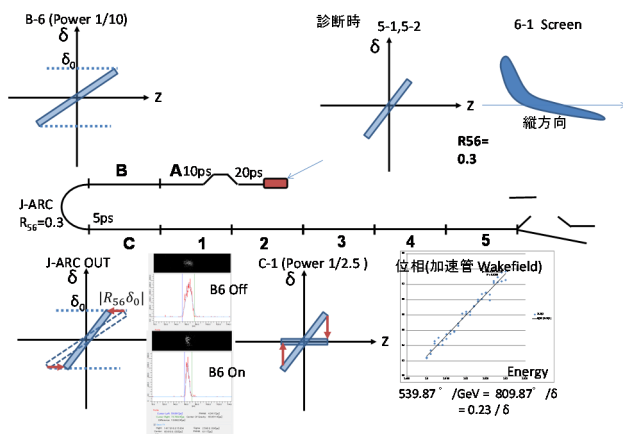 B-6 (Power 1/10)
δ
δ0
Z
診断時
5-1,5-2
δ
Z
R56=
0.3
6-1 Screen
縦方向
B
A
10ps
20ps
J-ARC
R56=0.3
5ps
C
1
2
3
4
5
J-ARC OUT
δ
δ0
|R56δ0|
B6 Off
B6 On
C-1 (Power 1/2.5 )
δ
Z
位相(加速管 Wakefield)
Energy
539.87° /GeV = 809.87° /δ
= 0.23 / δ